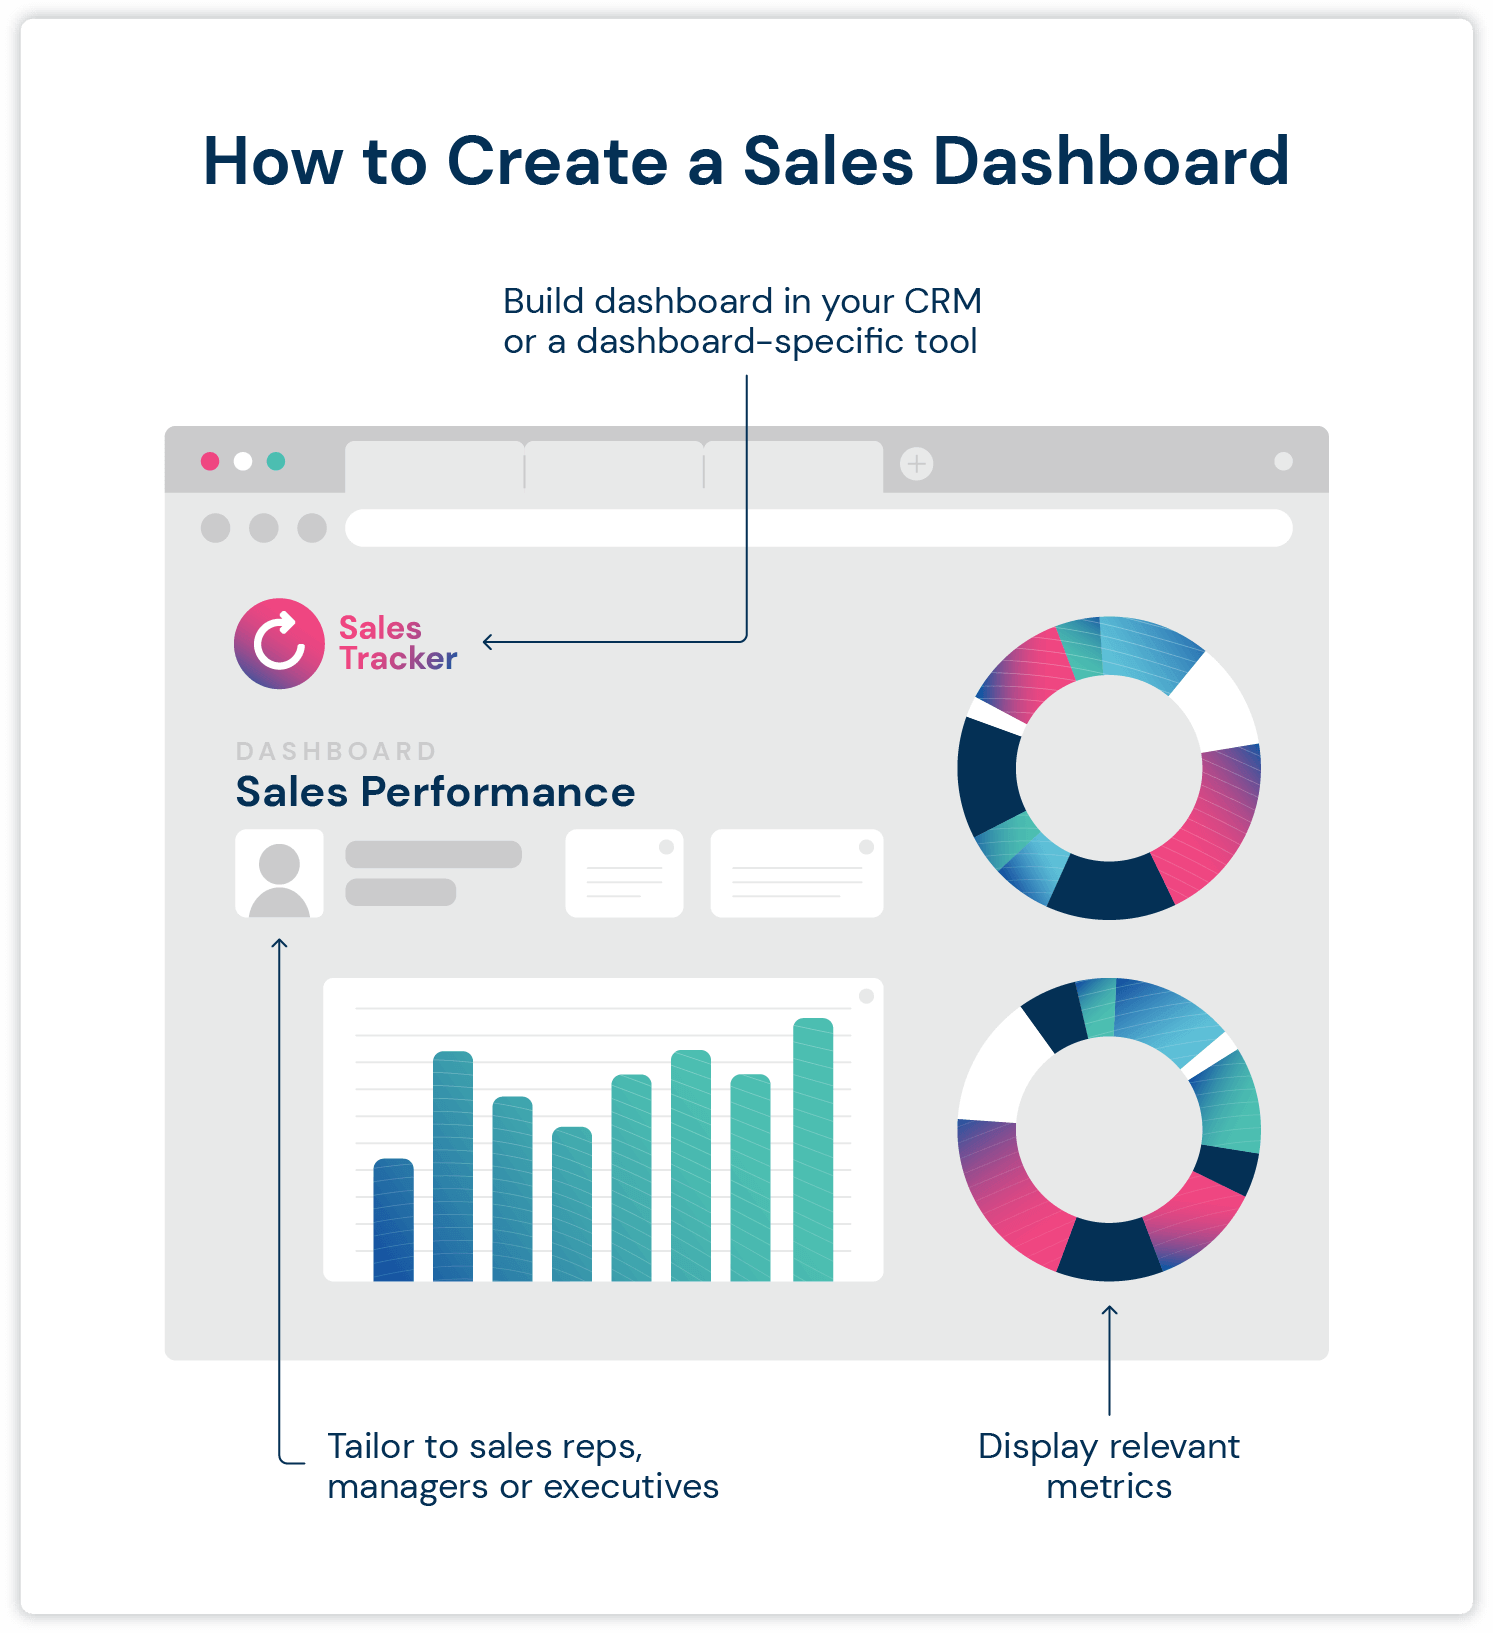 How to Create a Sales Dashboard
Build dashboard in your CRM
or a dashboard-specific tool
Sales
Tracker
DASHBOARD
Sales Performance
Tailor to sales reps,
managers or executives
Display relevant
metrics